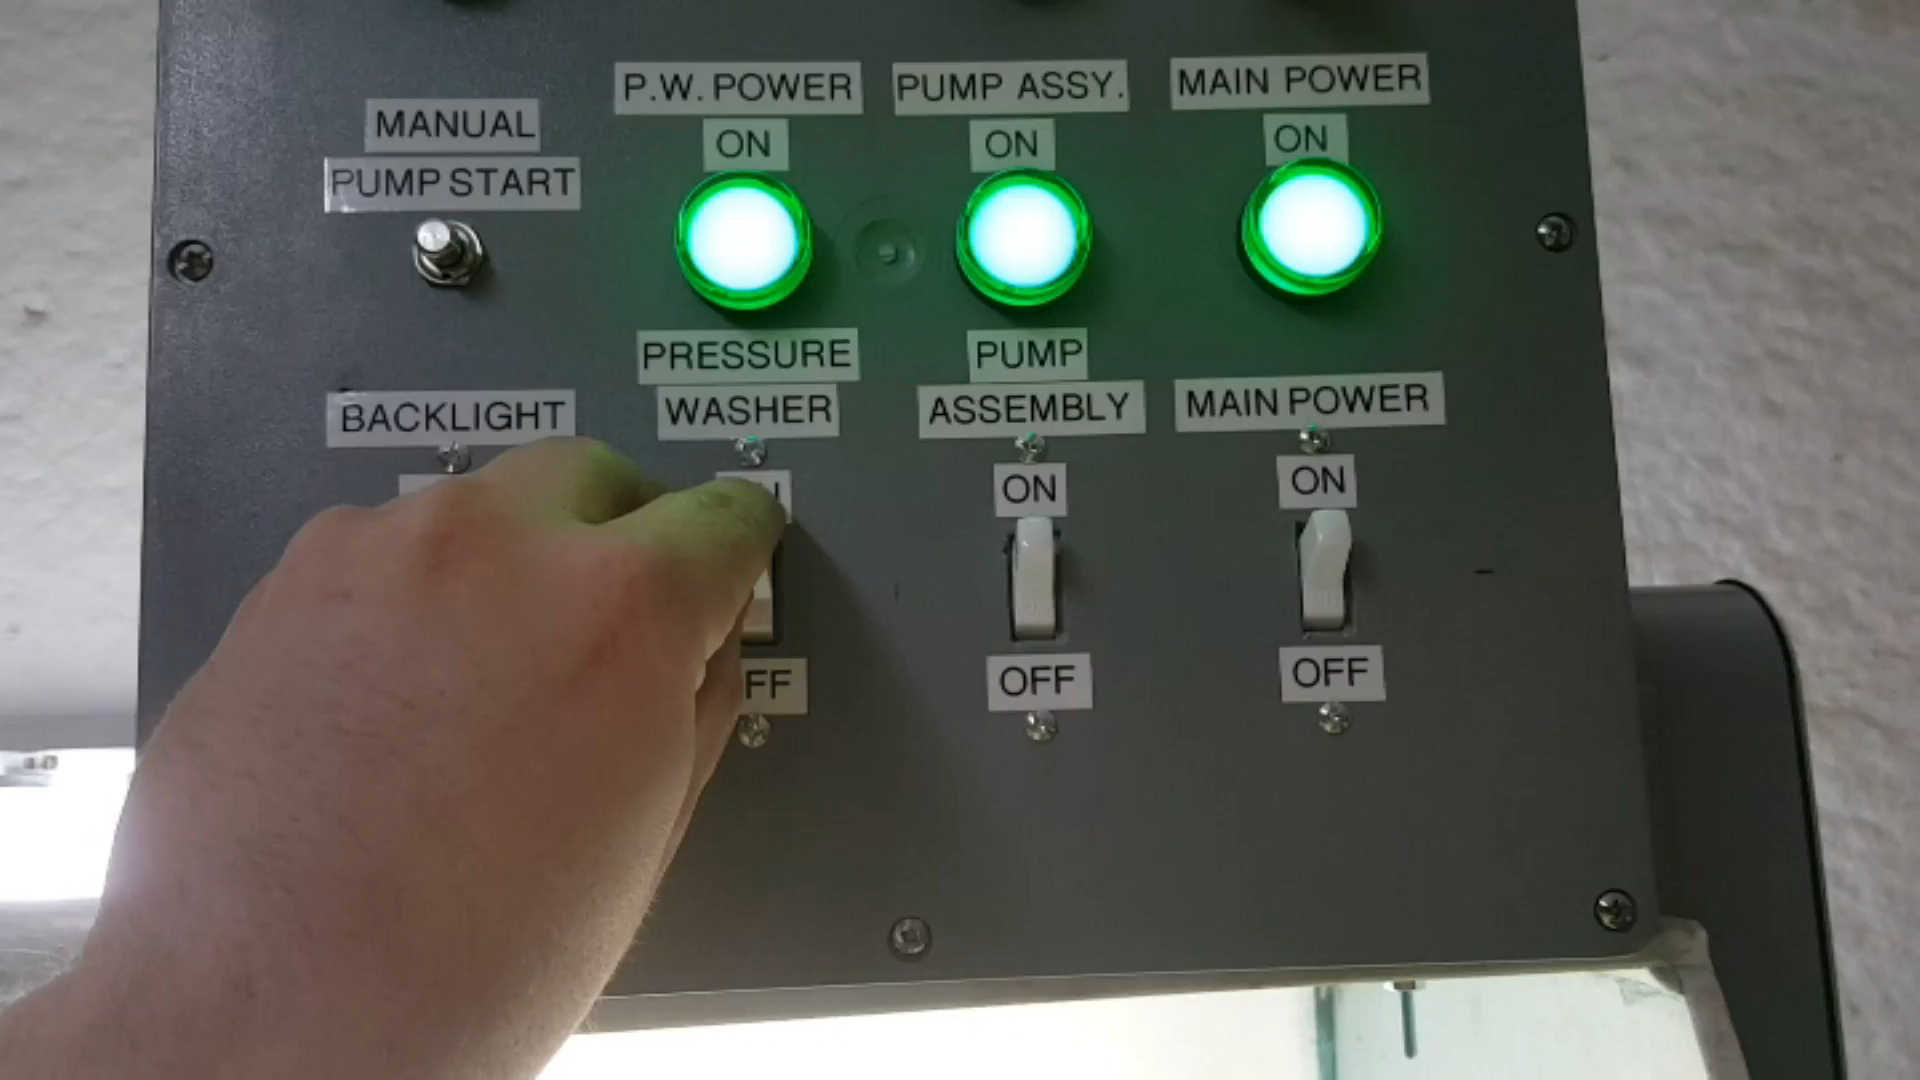 MANUAL
PUMP START
P.W. POWER
ON
PUMP ASSY.
ON
MAIN POWER
ON
BACKLIGHT
PRESSURE
WASHER
PUMP
ASSEMBLY
MAIN POWER
ON
ON
OFF
OFF